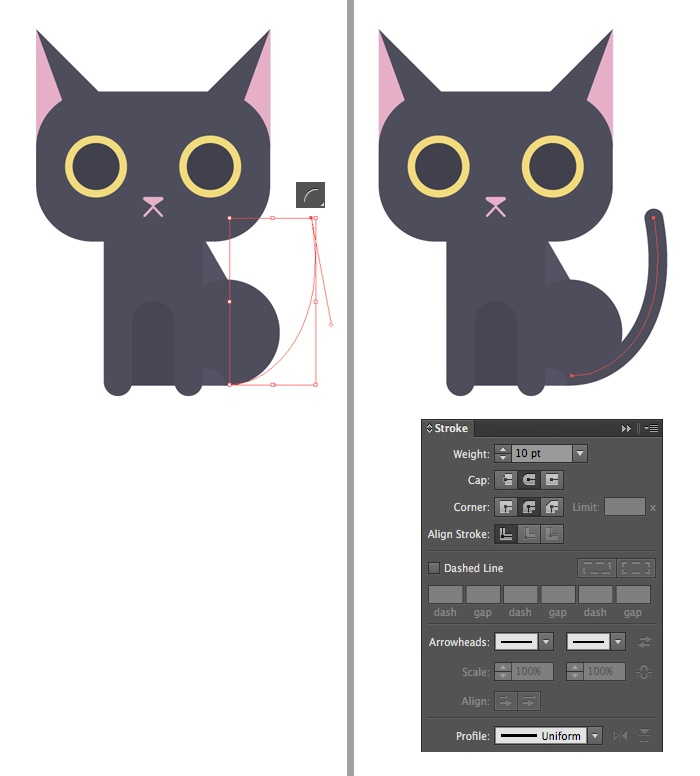 Stroke
Weight: 10 pt
Cap:
Corner: Limit: x
Align Stroke:
Dashed Line
dash gap dash gap dash gap
Arrowheads:
Scale: 100% 100%
Align:
Profile: Uniform